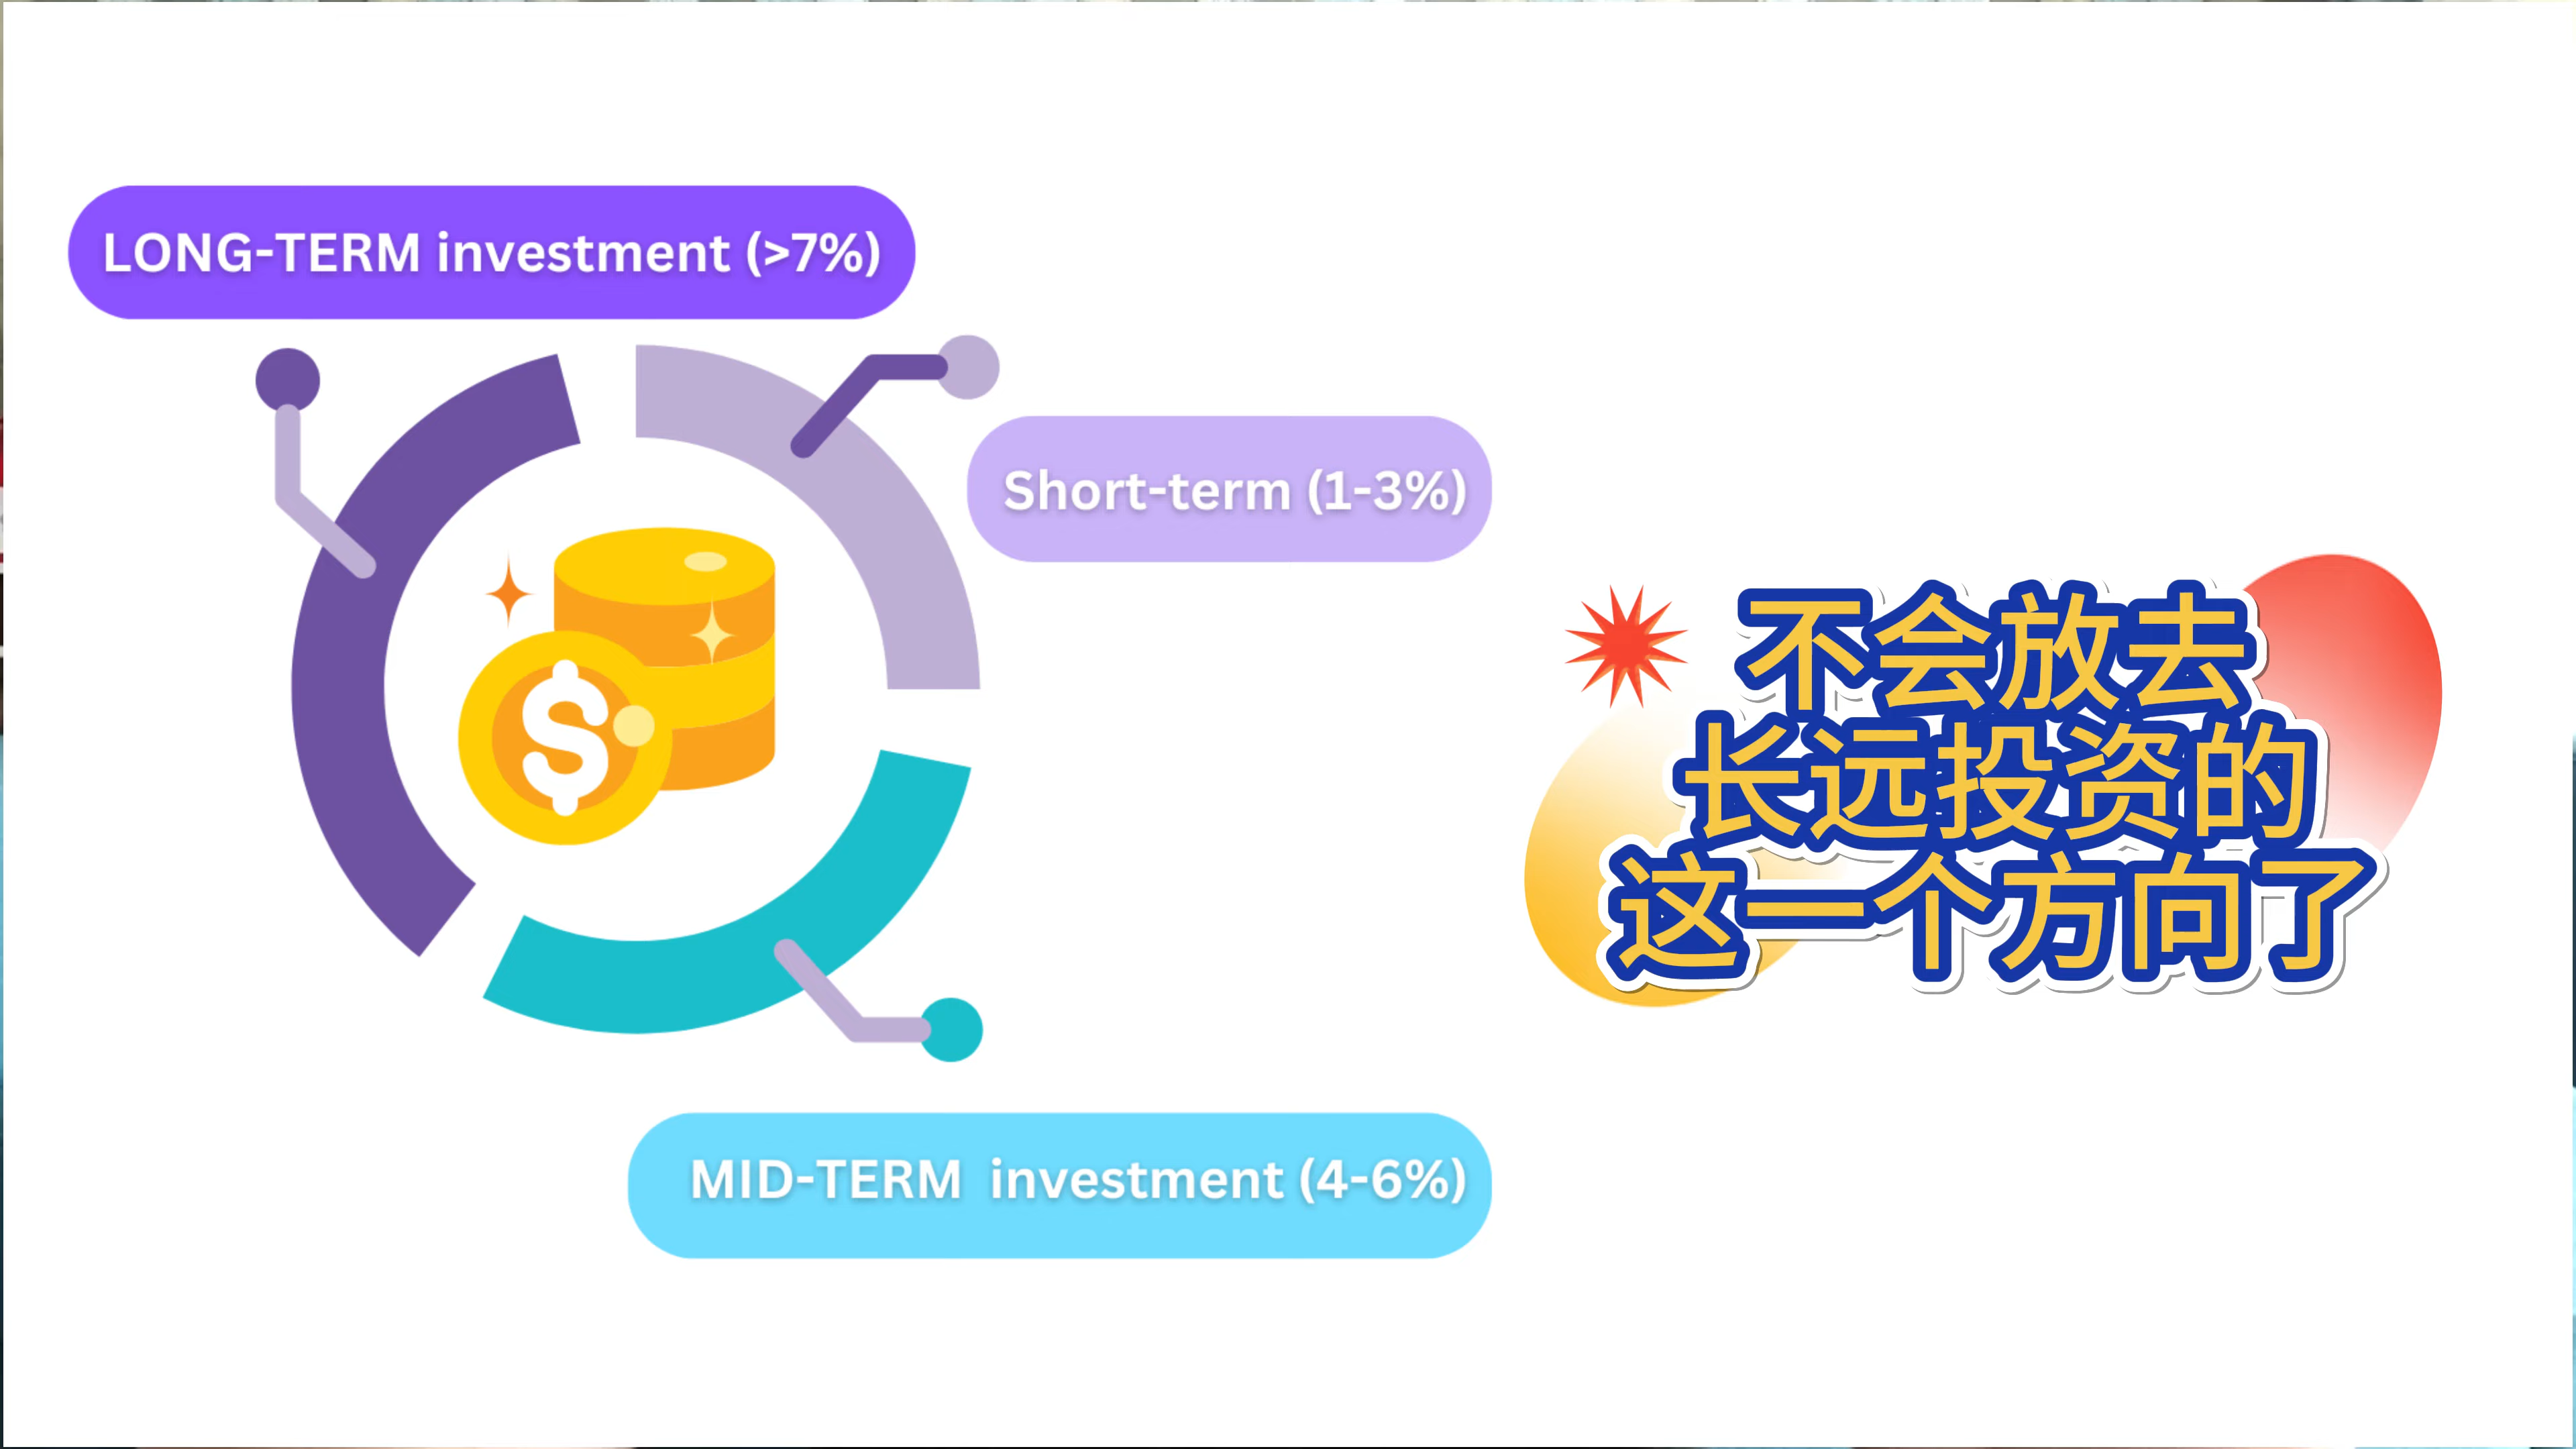 LONG-TERM investment (>7%)
Short-term (1-3%)
MID-TERM investment (4-6%)
不会放去
长远投资的
这一个方向了
$